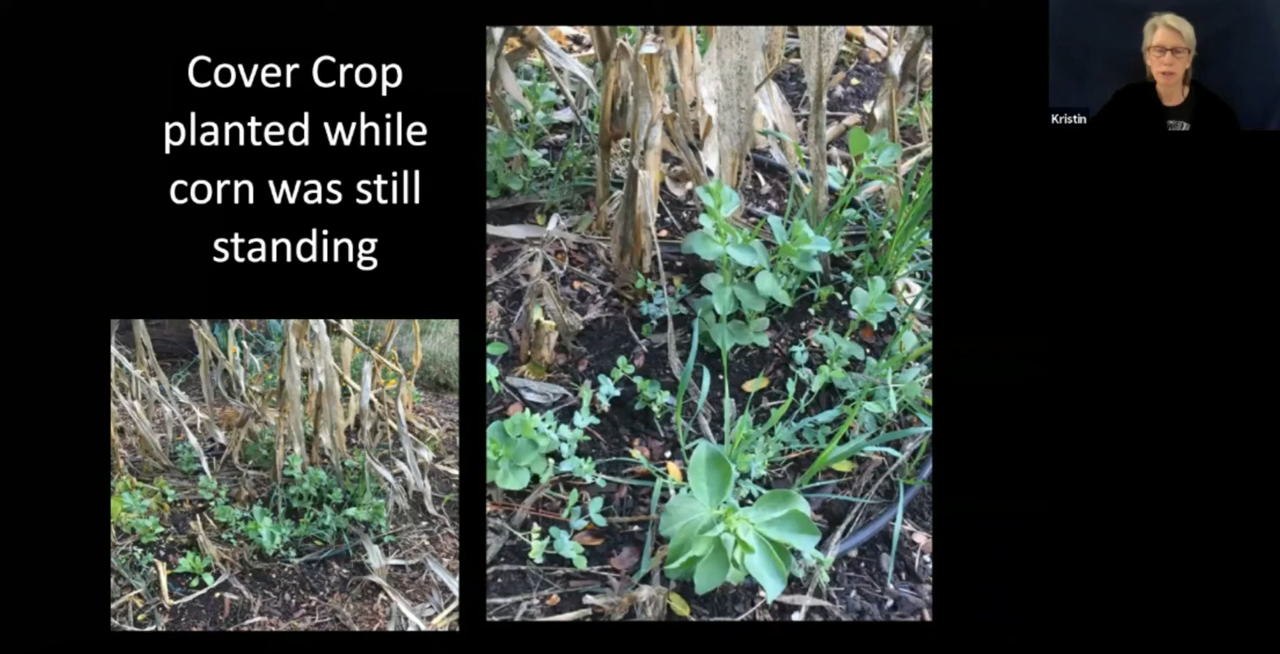 Cover Crop
planted while
corn was still
standing
Kristin